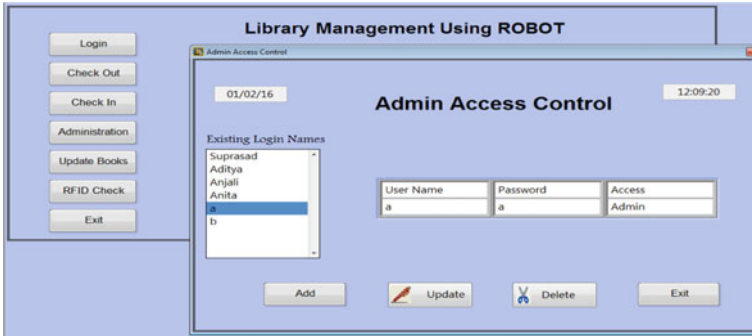 Library Management Using ROBOT
Login
Check Out
Check In
Administration
Update Books
RFID Check
Exit
Admin Access Control
01/02/16
12:09:20
Admin Access Control
Existing Login Names
Suprasad
Aditya
Anjali
Anita
a
b
User Name Password Access
a a Admin
Add Update Delete Exit